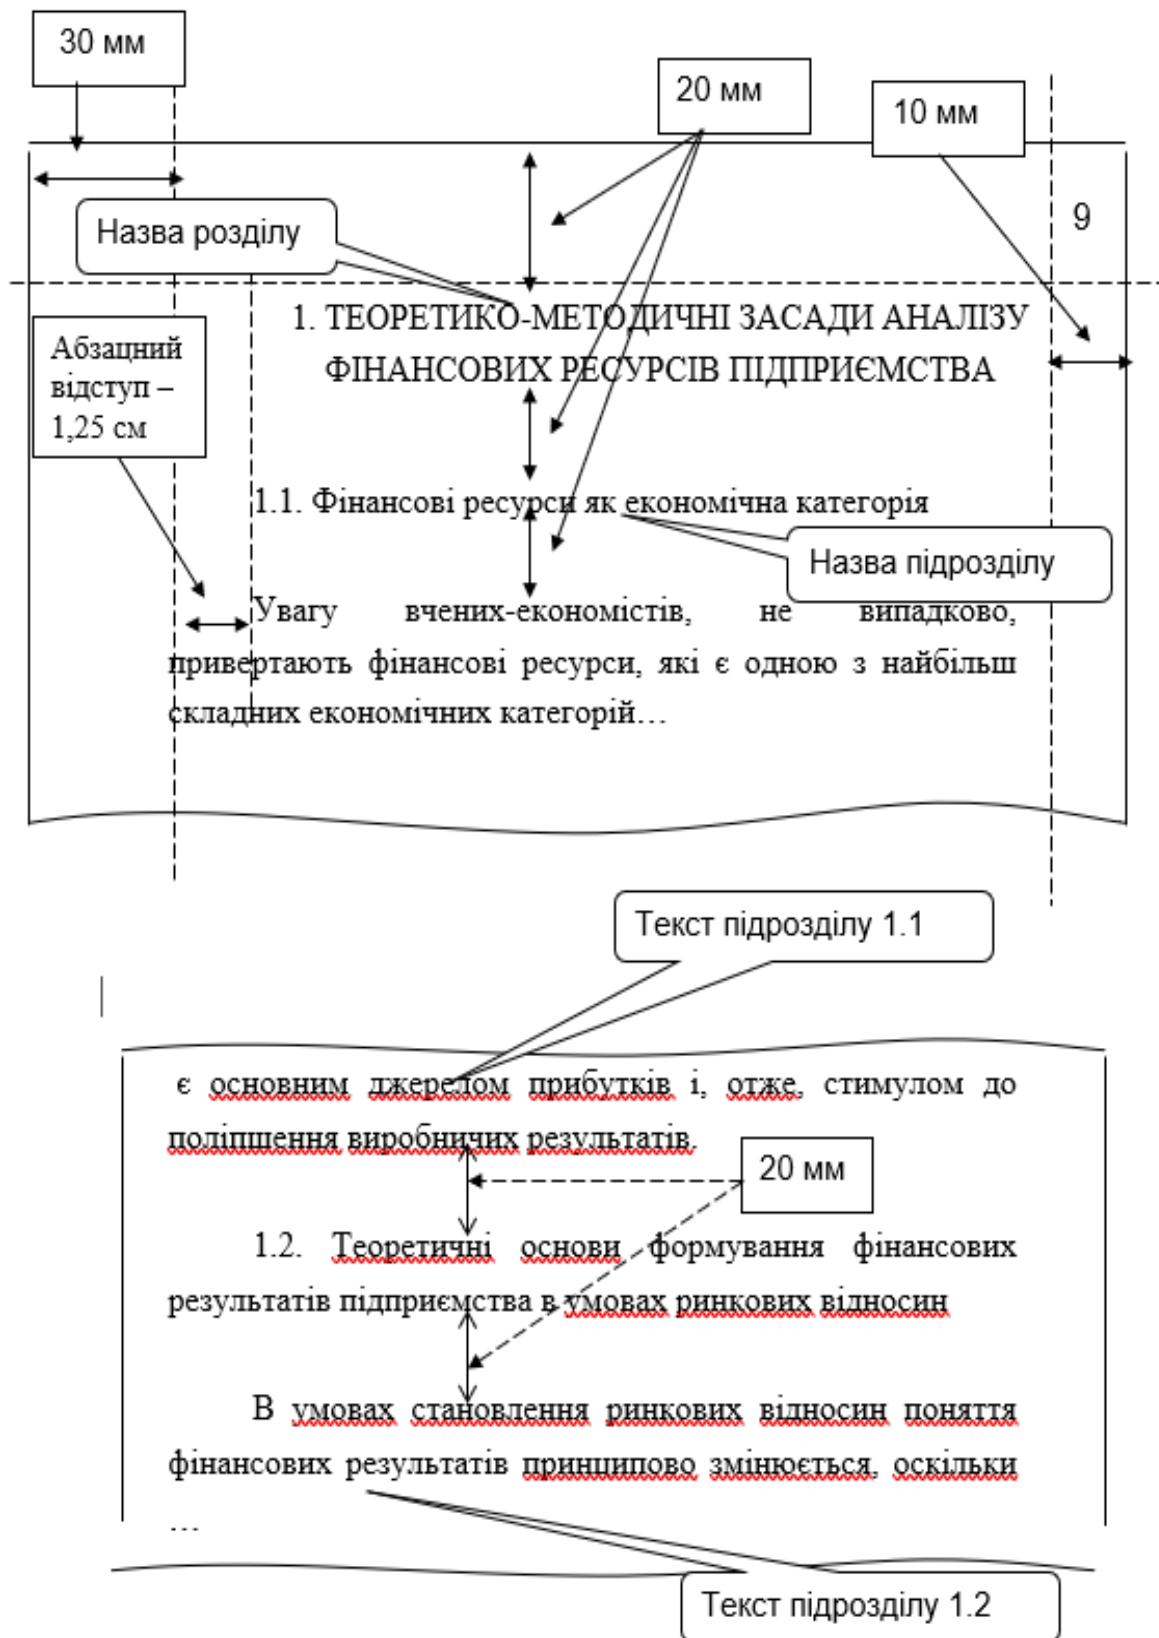 30 мм
20 мм
10 мм
9
Назва розділу
1. ТЕОРЕТИКО-МЕТОДИЧНІ ЗАСАДИ АНАЛІЗУ
ФІНАНСОВИХ РЕСУРСІВ ПІДПРИЄМСТВА
Абзацний
відступ –
1,25 см
1.1. Фінансові ресурси як економічна категорія
Назва підрозділу
Увагу вчених-економістів, не випадково,
привертають фінансові ресурси, які є одною з найбільш
складних економічних категорій…
Текст підрозділу 1.1
є основним джерелом прибутків і, отже, стимулом до
поліпшення виробничих результатів.
20 мм
1.2. Теоретичні основи формування фінансових
результатів підприємства в умовах ринкових відносин
В умовах становлення ринкових відносин поняття
фінансових результатів принципово змінюється, оскільки
…
Текст підрозділу 1.2